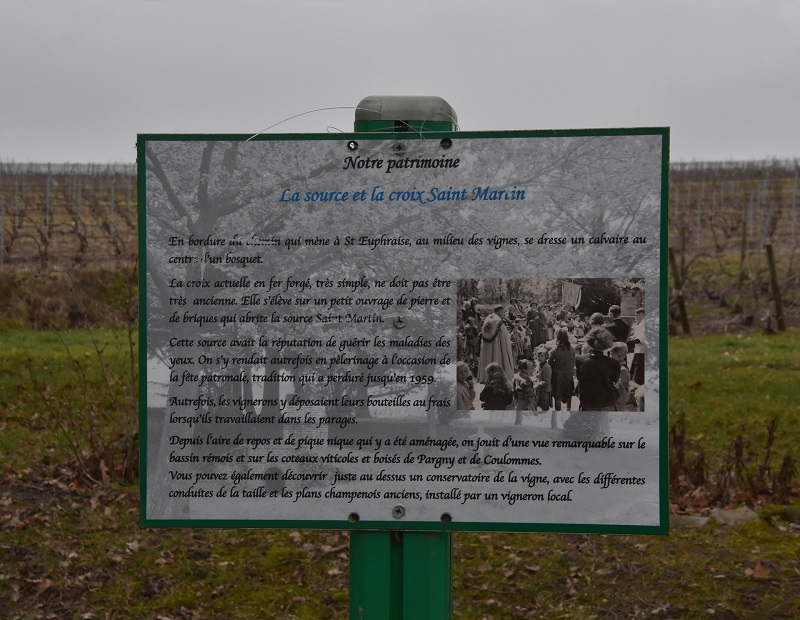 Notre patrimoine
La source et la croix Saint Martin
En bordure du chemin qui mène à St Euphraise, au milieu des vignes, se dresse un calvaire au
centre d'un bosquet.
La croix actuelle en fer forgé, très simple, ne doit pas être
très ancienne. Elle s'élève sur un petit ouvrage de pierre et
de briques qui abrite la source Saint Martin.
Cette source avait la réputation de guérir les maladies des
yeux. On s'y rendait autrefois en pèlerinage à l'occasion de
la fête patronale, tradition qui a perduré jusqu'en 1959.
Autrefois, les vignerons y déposaient leurs bouteilles au frais
lorsqu'ils travaillaient dans les parages.
Depuis l'aire de repos et de pique nique qui y a été aménagée, on jouit d'une vue remarquable sur le
bassin rémois et sur les coteaux viticoles et boisés de Pargny et de Coulommes.
Vous pouvez également découvrir juste au dessus un conservatoire de la vigne, avec les différentes
conduites de la taille et les plans champenois anciens, installé par un vigneron local.